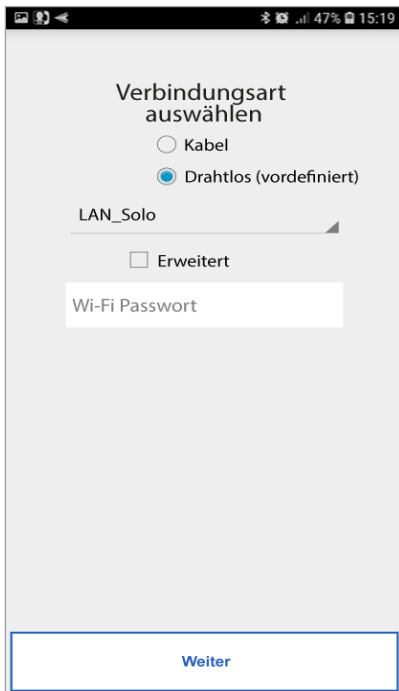 47% 15:19
Verbindungsart
auswählen
Kabel
Drahtlos (vordefiniert)
LAN_Solo
Erweitert
Wi-Fi Passwort
Weiter